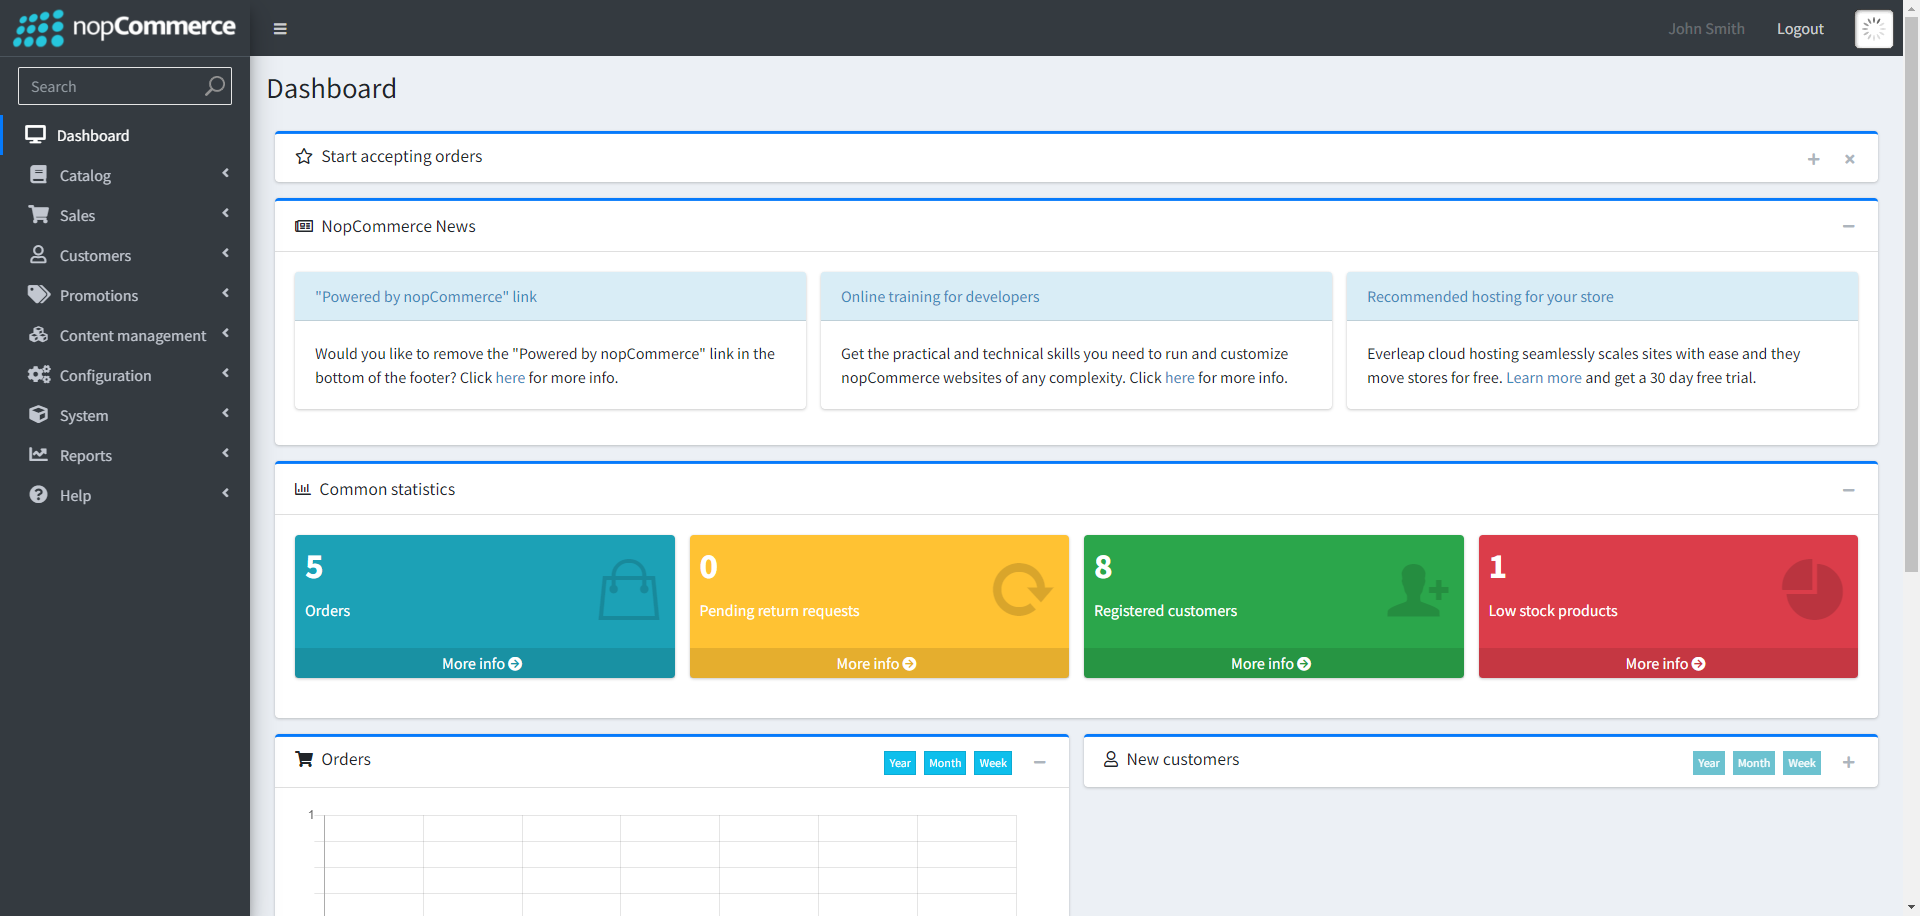 nopCommerce
John Smith
Logout
Search
Dashboard
Catalog
Sales
Customers
Promotions
Content management
Configuration
System
Reports
Help
Dashboard
Start accepting orders
NopCommerce News
"Powered by nopCommerce" link
Would you like to remove the "Powered by nopCommerce" link in the
bottom of the footer? Click here for more info.
Online training for developers
Get the practical and technical skills you need to run and customize
nopCommerce websites of any complexity. Click here for more info.
Recommended hosting for your store
Everleap cloud hosting seamlessly scales sites with ease and they
move stores for free. Learn more and get a 30 day free trial.
Common statistics
5
Orders
More info
0
Pending return requests
More info
8
Registered customers
More info
1
Low stock products
More info
Orders
Year Month Week
1
New customers
Year Month Week